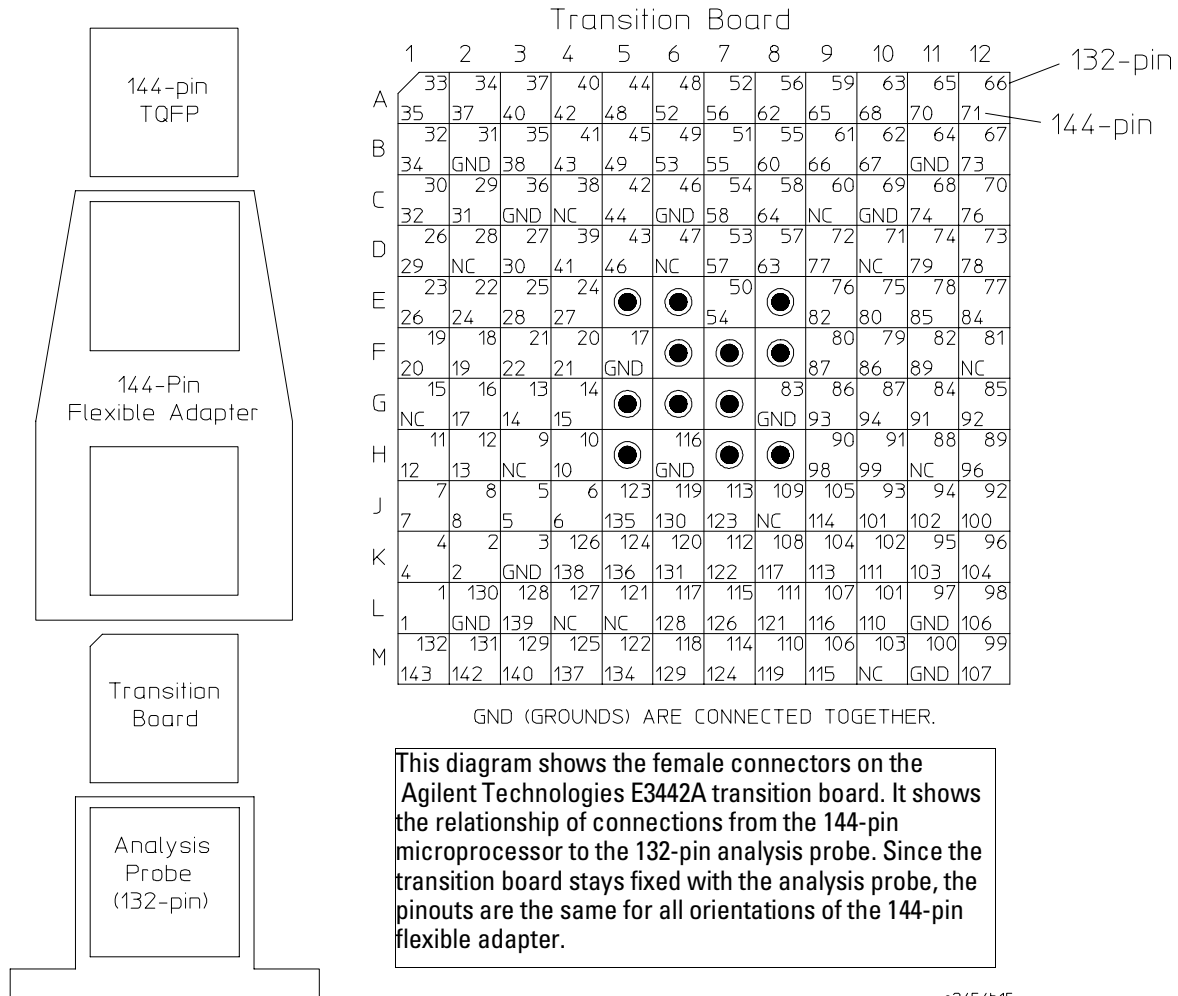 Transition Board
1 2 3 4 5 6 7 8 9 10 11 12
132-pin
144-pin
A
33 34 37 40 44 48 52 56 59 63 65 66
35 37 40 42 48 52 56 62 65 68 70 71
B
32 31 35 41 45 49 51 55 61 62 64 67
34 GND 38 43 49 53 55 60 66 67 GND 73
C
30 29 36 38 42 46 54 58 60 69 68 70
32 31 GND NC 44 GND 58 64 NC GND 74 76
D
26 28 27 39 43 47 53 57 72 71 74 73
29 NC 30 41 46 NC 57 63 77 NC 79 78
E
23 22 25 24 50 76 75 78 77
26 24 28 27 54 82 80 85 84
F
19 18 21 20 17 80 79 82 81
20 19 22 21 GND 87 86 89 NC
G
15 16 13 14 83 86 87 84 85
NC 17 14 15 GND 93 94 91 92
H
11 12 9 10 116 90 91 88 89
12 13 NC 10 GND 98 99 NC 96
J
7 8 5 6 123 119 113 109 105 93 94 92
7 8 5 6 135 130 123 NC 114 101 102 100
K
4 2 3 126 124 120 112 108 104 102 95 96
4 2 GND 138 136 131 122 117 113 111 103 104
L
1 130 128 127 121 117 115 111 107 101 97 98
1 GND 139 NC NC 128 126 121 116 110 GND 106
M
132 131 129 125 122 118 114 110 106 103 100 99
143 142 140 137 134 129 124 119 115 NC GND 107
GND (GROUNDS) ARE CONNECTED TOGETHER.
144-pin
TQFP
144-Pin
Flexible Adapter
Transition
Board
Analysis
Probe
(132-pin)
This diagram shows the female connectors on the
Agilent Technologies E3442A transition board. It shows
the relationship of connections from the 144-pin
microprocessor to the 132-pin analysis probe. Since the
transition board stays fixed with the analysis probe, the
pinouts are the same for all orientations of the 144-pin
flexible adapter.